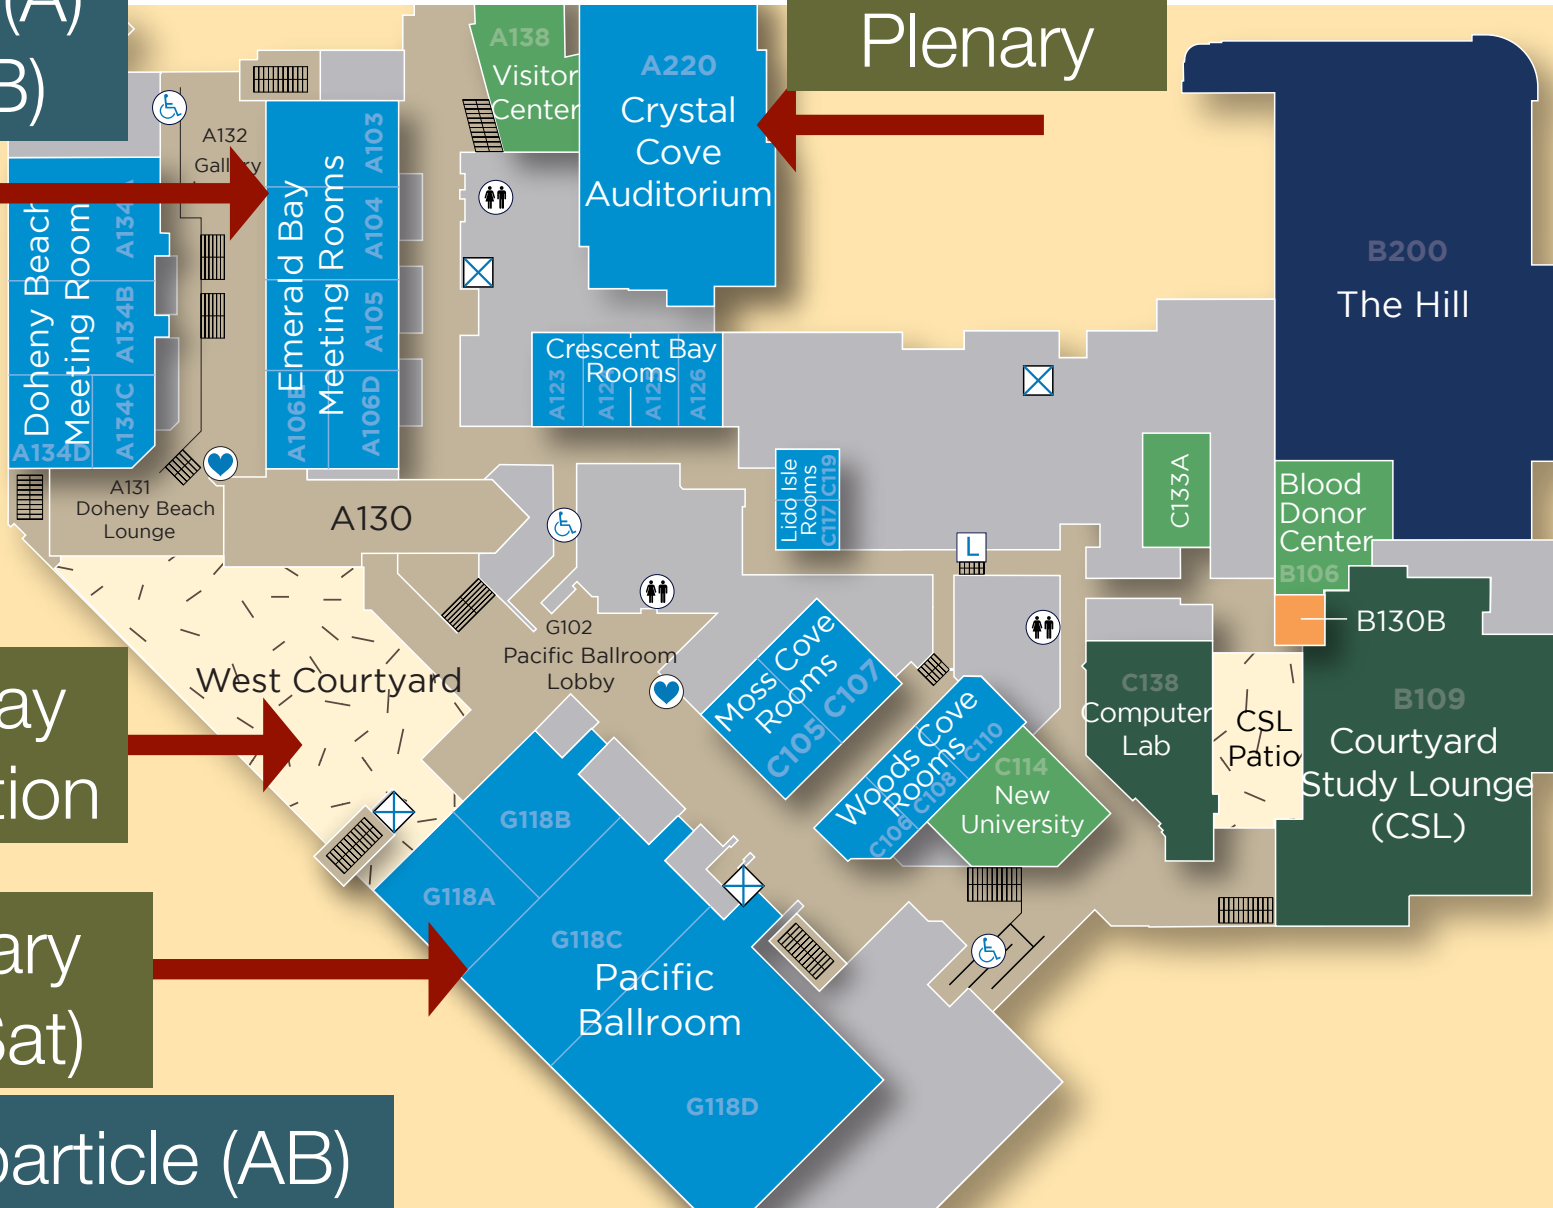 (A)
B)
Plenary
A138
Visitor
Center
A220
Crystal
Cove
Auditorium
A132
Gallery
A103
A104
A105
A106D
Emerald Bay
Meeting Rooms
Doheny Beach
Meeting Room
A134B
A134C
A134D
B200
The Hill
Crescent Bay
Rooms
A123
A126
Lido Isle
Rooms
C117
C119
C133A
Blood
Donor
Center
B106
B130B
L
A131
Doheny Beach
Lounge
A130
G102
Pacific Ballroom
Lobby
West Courtyard
ay
tion
Moss Cove
Rooms
C105
C107
Woods Cove
Rooms
C106
C108
C110
C114
New
University
C138
Computer
Lab
CSL
Patio
B109
Courtyard
Study Lounge
(CSL)
G118B
G118A
G118C
Pacific
Ballroom
G118D
ary
Sat)
particle (AB)